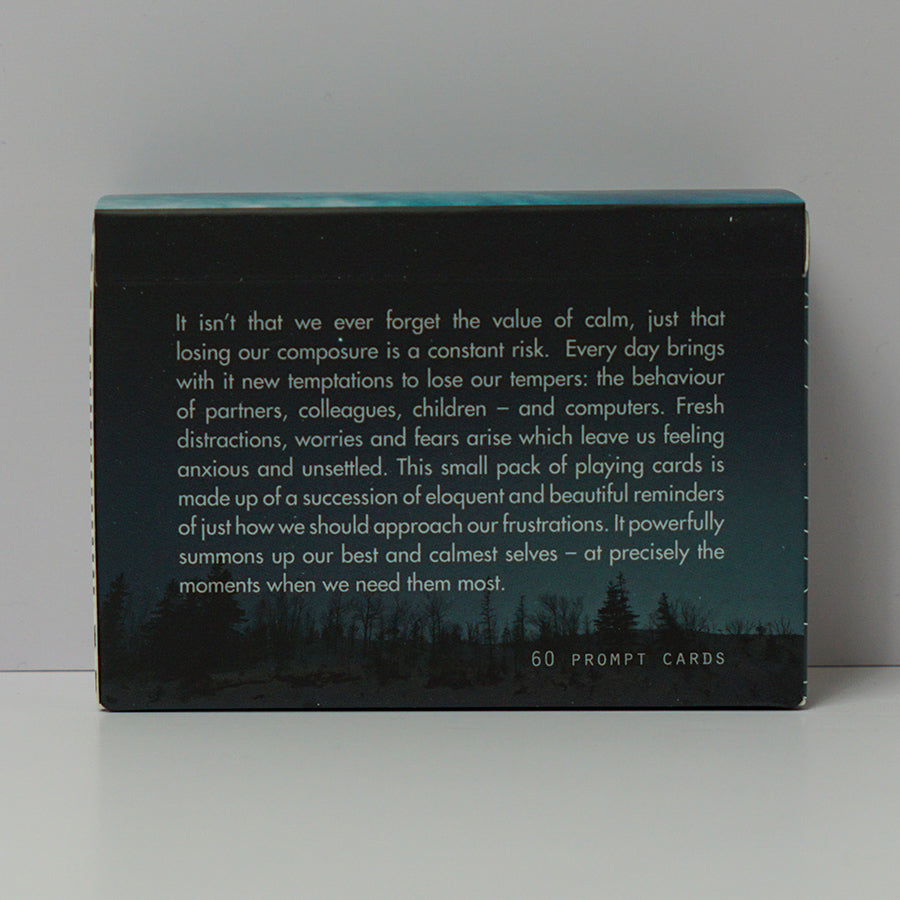 It isn't that we ever forget the value of calm, just that
losing our composure is a constant risk.  Every day brings
with it new temptations to lose our tempers: the behaviour
of partners, colleagues, children – and computers. Fresh
distractions, worries and fears arise which leave us feeling
anxious and unsettled. This small pack of playing cards is
made up of a succession of eloquent and beautiful reminders
of just how we should approach our frustrations. It powerfully
summons up our best and calmest selves – at precisely the
moments when we need them most.
60 PROMPT CARDS